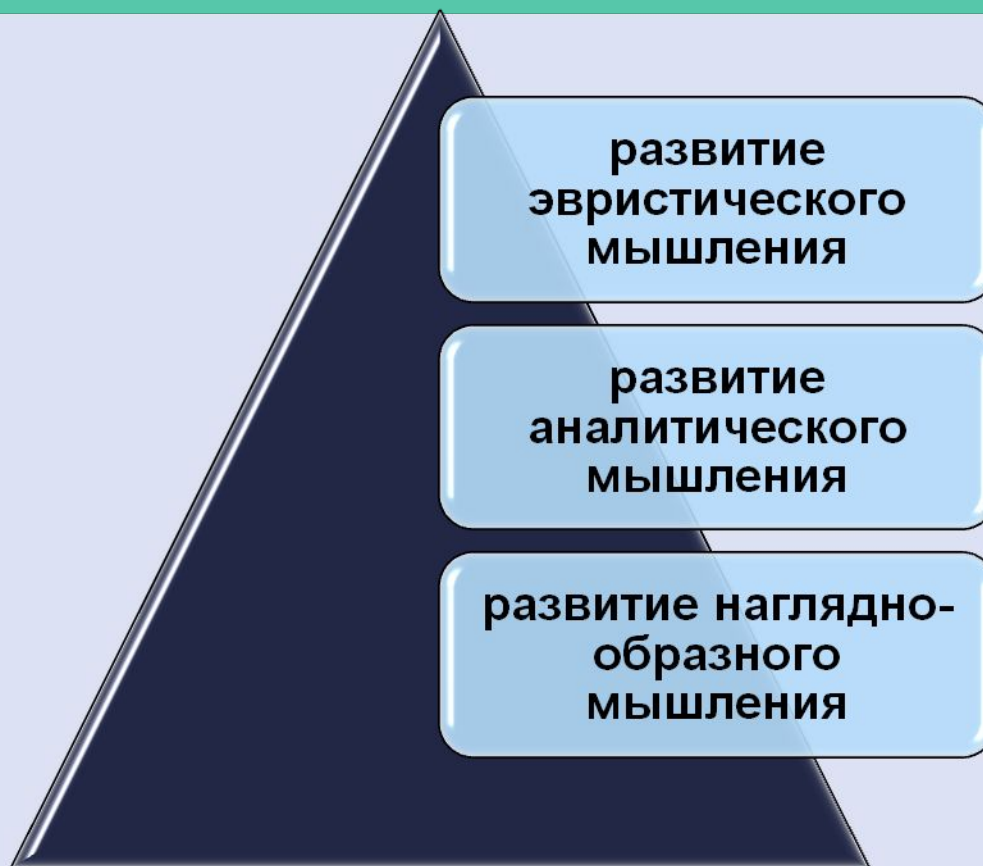 развитие
эвристического
мышления
развитие
аналитического
мышления
развитие наглядно-
образного
мышления